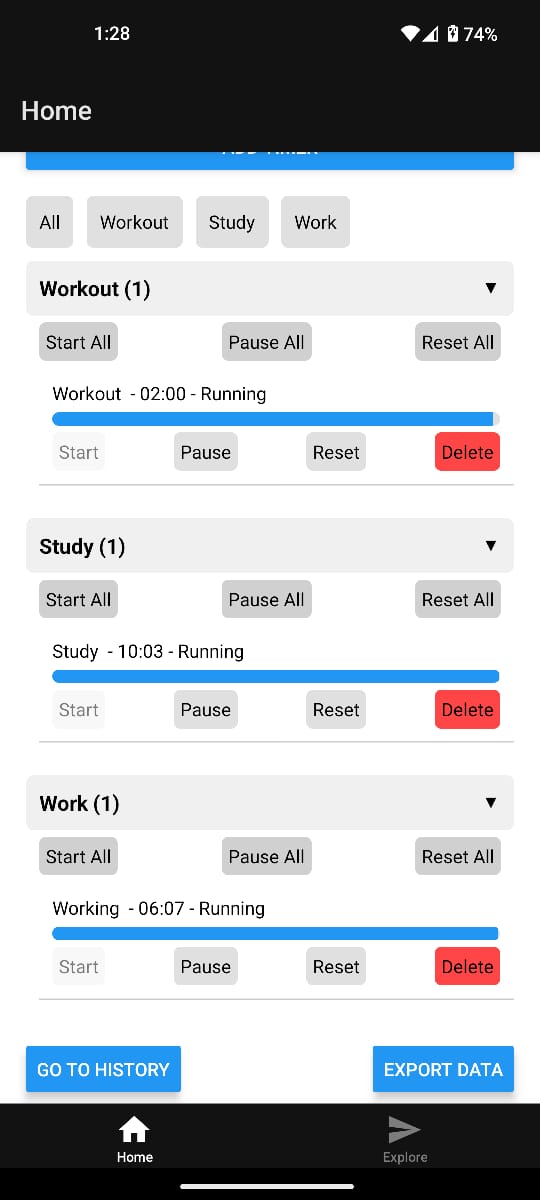 1:28 74%
Home
All Workout Study Work
Workout (1) ▼
Start All Pause All Reset All
Workout - 02:00 - Running
Start Pause Reset Delete
Study (1) ▼
Start All Pause All Reset All
Study - 10:03 - Running
Start Pause Reset Delete
Work (1) ▼
Start All Pause All Reset All
Working - 06:07 - Running
Start Pause Reset Delete
GO TO HISTORY EXPORT DATA
Home Explore